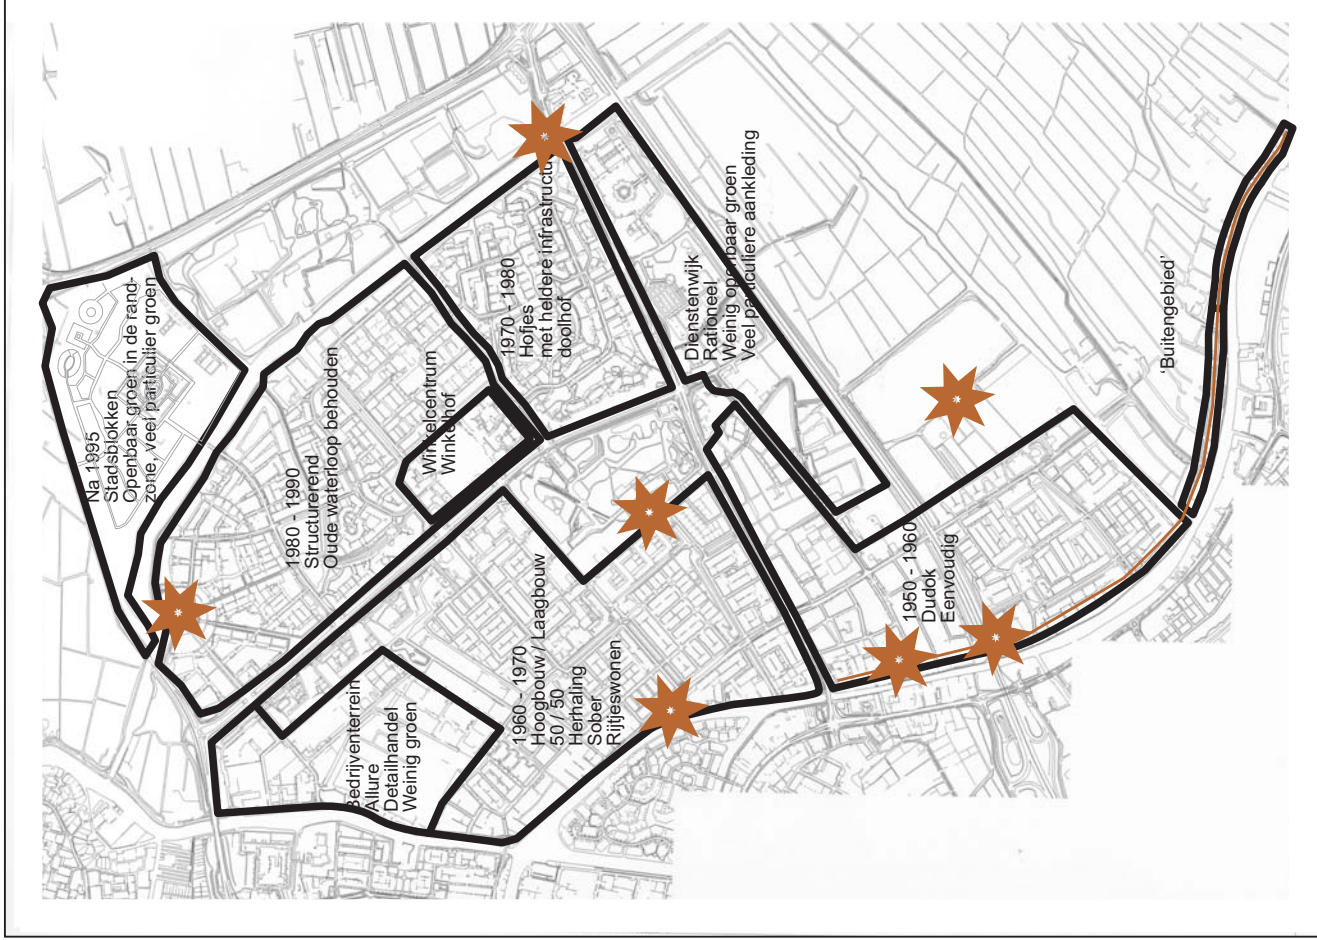 Na 1995
Stadsblokken
Openbaar groen in de rand-
zone, veel particulier groen
1980 - 1990
Structurerend
Oude waterloop behouden
Winkelcentrum
Winkelhof
1970 - 1980
Hofjes
met heldere infrastructu
doolhof
Dienstenwijk
Rationeel
Weinig openbaar groen
Veel particuliere aankleding
'Buitengebied'
1950 - 1960
Dudok
Eenvoudig
1960 - 1970
Hoogbouw / Laagbouw
50 / 50
Herhaling
Sober
Rijtjeswonen
Bedrijventerrein
Allure
Detailhandel
Weinig groen